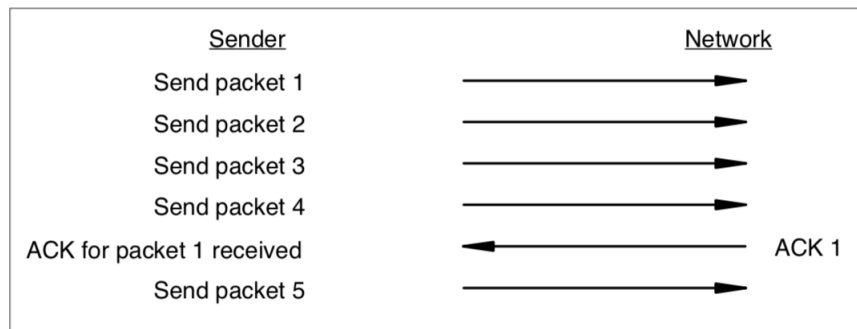 Sender Network
Send packet 1
Send packet 2
Send packet 3
Send packet 4
ACK for packet 1 received ACK 1
Send packet 5